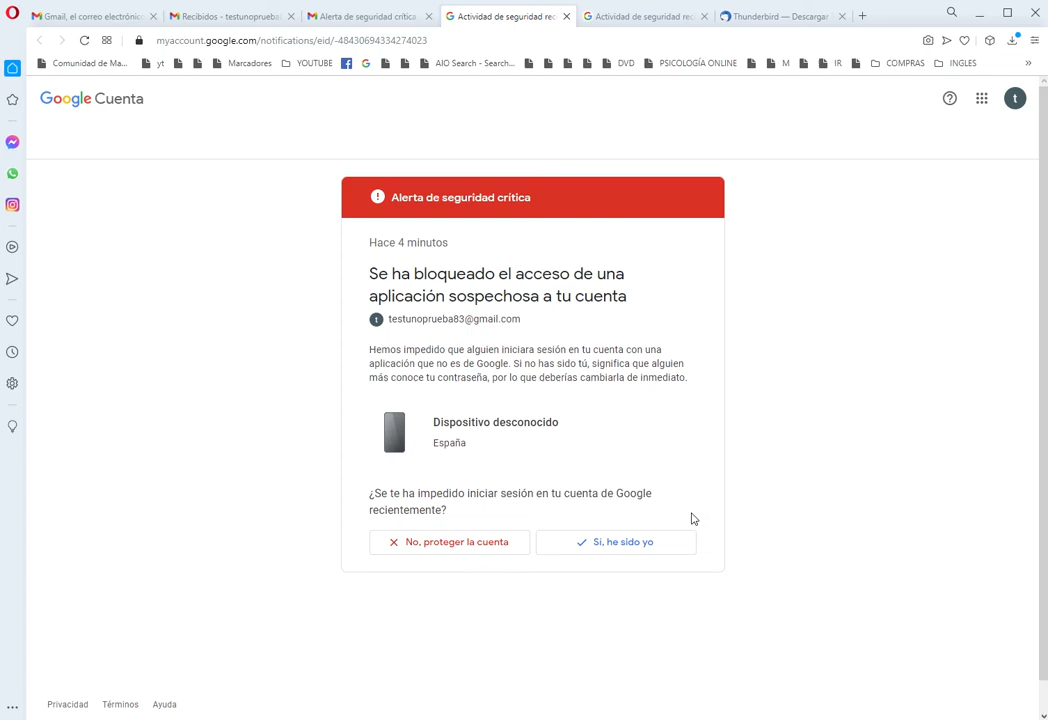 Gmail, el correo electrónic
Recibidos - testunoprueba
Alerta de seguridad crítica
Actividad de seguridad rec
Actividad de seguridad rec
Thunderbird — Descargar
myaccount.google.com/notifications/eid/-48430694334274023
Comunidad de Ma...
yt
Marcadores
YOUTUBE
AIO Search - Search...
DVD
PSICOLOGÍA ONLINE
M
IR
COMPRAS
INGLES
»
Google Cuenta
t
Alerta de seguridad crítica
Hace 4 minutos
Se ha bloqueado el acceso de una
aplicación sospechosa a tu cuenta
t testunoprueba83@gmail.com
Hemos impedido que alguien iniciara sesión en tu cuenta con una
aplicación que no es de Google. Si no has sido tú, significa que alguien
más conoce tu contraseña, por lo que deberías cambiarla de inmediato.
Dispositivo desconocido
España
¿Se te ha impedido iniciar sesión en tu cuenta de Google
recientemente?
No, proteger la cuenta
Sí, he sido yo
Privacidad
Términos
Ayuda